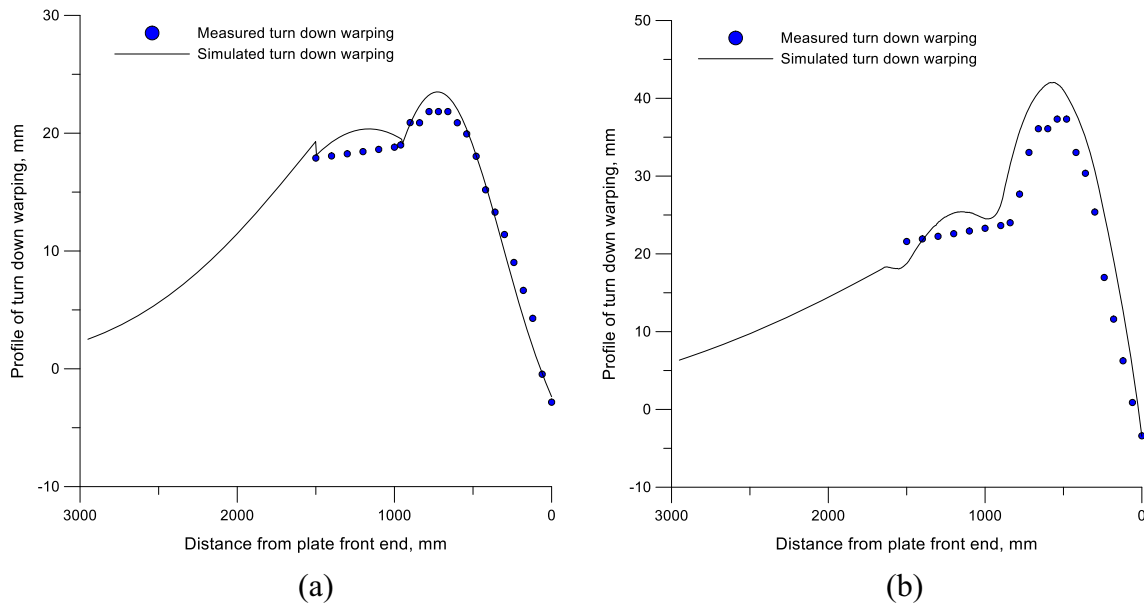 30
20
10
0
-10
Profile of turn down warping, mm
Measured turn down warping
Simulated turn down warping
3000 2000 1000 0
Distance from plate front end, mm
(a)
50
40
30
20
10
0
-10
Profile of turn down warping, mm
Measured turn down warping
Simulated turn down warping
3000 2000 1000 0
Distance from plate front end, mm
(b)